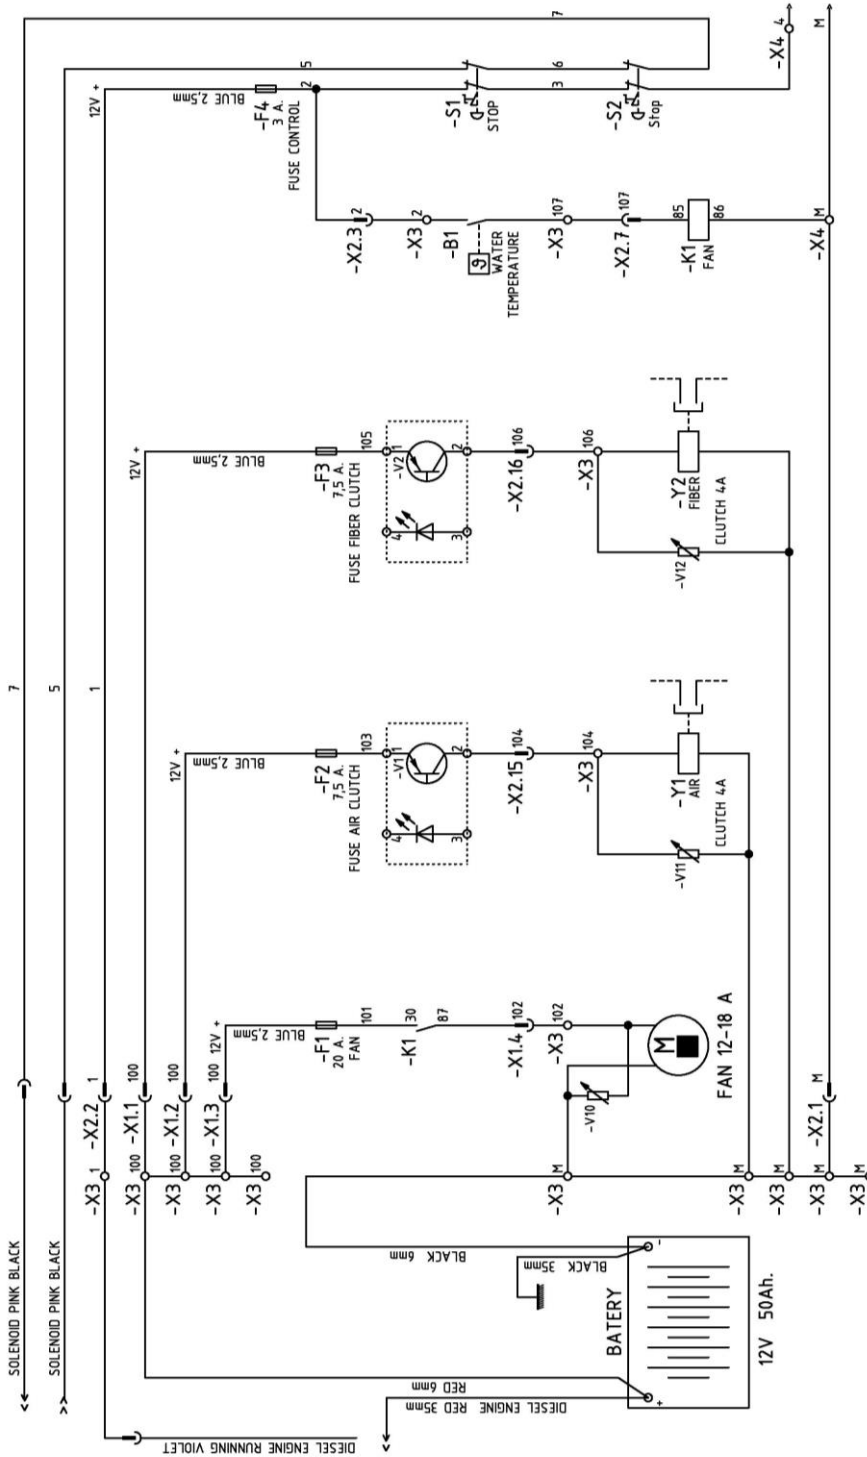 SOLENOID PINK BLACK
7
7
SOLENOID PINK BLACK
5
5
6
-X3 1
-X2.2 1
1
12V +
BLUE 2,5mm
-F4
3 A.
FUSE CONTROL
2
-S1
STOP
3
-S2
Stop
-X4 4
DIESEL ENGINE RUNNING VIOLET
-X3 100
-X1.1 100
12V +
BLUE 2,5mm
-X3 100
-X1.2 100
12V +
BLUE 2,5mm
-X3 100
-X1.3 100
12V +
BLUE 2,5mm
-X3 100
-F1
20 A.
FAN
101
-K1
30
87
-X1.4 102
-X3 102
M
FAN 12-18 A
-V10
-F2
7,5 A.
FUSE AIR CLUTCH
103
-V1
1
2
4
3
-X2.15 104
-X3 104
-Y1
AIR
CLUTCH 4A
-V11
-F3
7,5 A.
FUSE FIBER CLUTCH
105
-V2
1
2
4
3
-X2.16 106
-X3 106
-Y2
FIBER
CLUTCH 4A
-V12
-X2.3 2
-X3 2
-B1
ϑ
WATER
TEMPERATURE
-X3 107
-X2.7 107
-K1
FAN
85
86
-X4 M
M
RED 6mm
DIESEL ENGINE RED 35mm
BLACK 6mm
BLACK 35mm
BATERY
+
-
12V 50Ah.
-X3 M
-X3 M
-X3 M
-X3 M
-X2.1 M
-X3 M